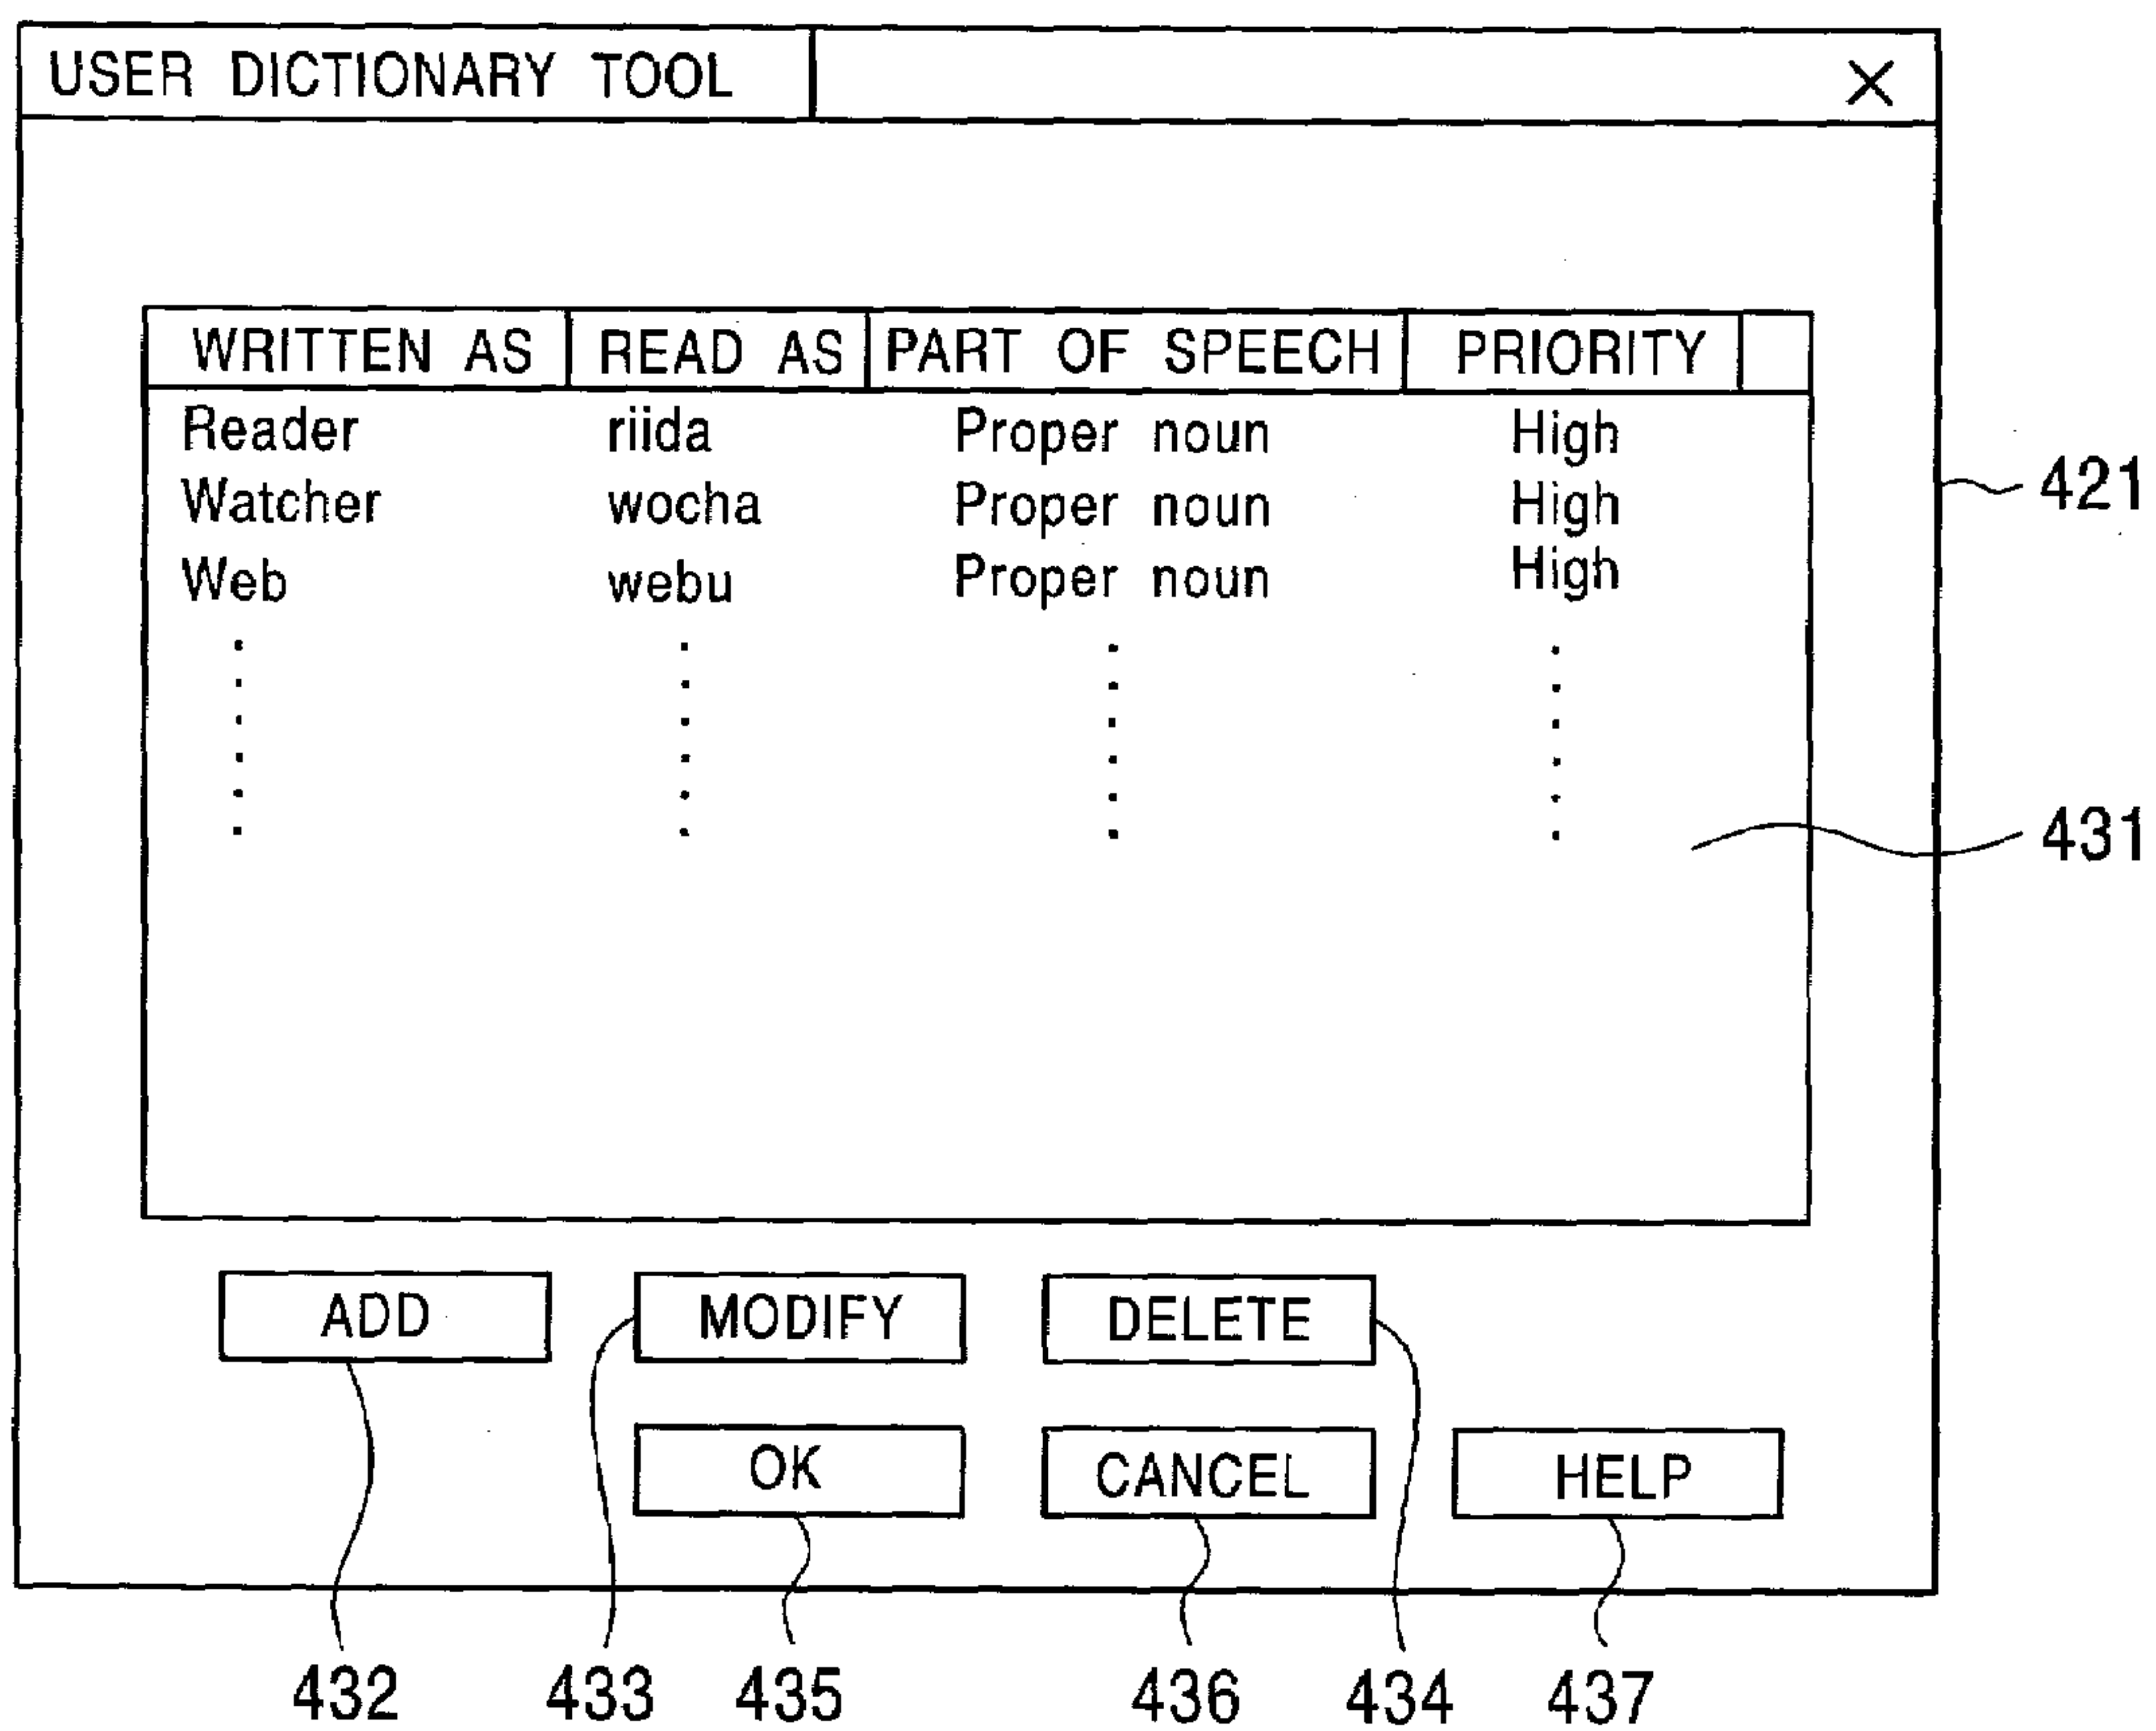 USER DICTIONARY TOOL X
WRITTEN AS READ AS PART OF SPEECH PRIORITY
Reader riida Proper noun High
Watcher wocha Proper noun High
Web webu Proper noun High
421
431
ADD MODIFY DELETE
OK CANCEL HELP
432 433 435 436 434 437